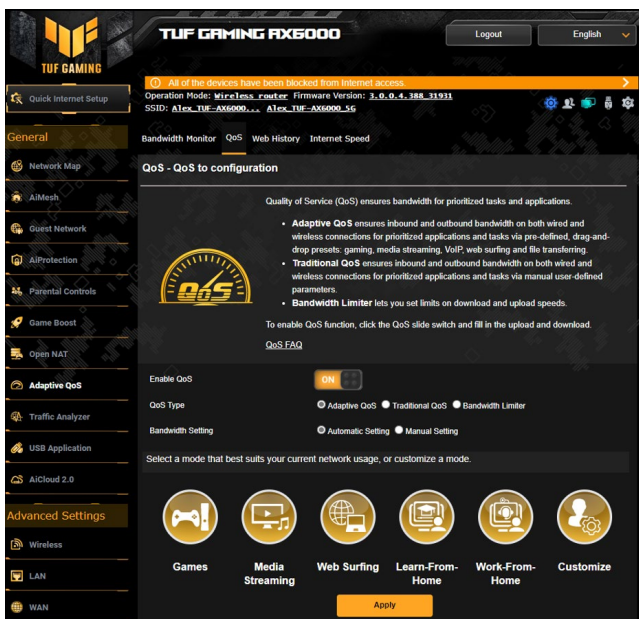 TUF GAMING
TUF GAMING AX6000
Logout
English
All of the devices have been blocked from Internet access.
Quick Internet Setup
Operation Mode: Wireless router Firmware Version: 3.0.0.4.388_31931
SSID: Alex_TUF-AX6000... Alex_TUF-AX6000_5G
General
Network Map
AiMesh
Guest Network
AiProtection
Parental Controls
Game Boost
Open NAT
Adaptive QoS
Traffic Analyzer
USB Application
AiCloud 2.0
Advanced Settings
Wireless
LAN
WAN
Bandwidth Monitor QoS Web History Internet Speed
QoS - QoS to configuration
QoS
Quality of Service (QoS) ensures bandwidth for prioritized tasks and applications.
• Adaptive QoS ensures inbound and outbound bandwidth on both wired and
wireless connections for prioritized applications and tasks via pre-defined, drag-and-
drop presets: gaming, media streaming, VoIP, web surfing and file transferring.
• Traditional QoS ensures inbound and outbound bandwidth on both wired and
wireless connections for prioritized applications and tasks via manual user-defined
parameters.
• Bandwidth Limiter lets you set limits on download and upload speeds.
To enable QoS function, click the QoS slide switch and fill in the upload and download.
QoS FAQ
Enable QoS ON
QoS Type Adaptive QoS Traditional QoS Bandwidth Limiter
Bandwidth Setting Automatic Setting Manual Setting
Select a mode that best suits your current network usage, or customize a mode.
Games
Media
Streaming
Web Surfing
Learn-From-
Home
Work-From-
Home
Customize
Apply